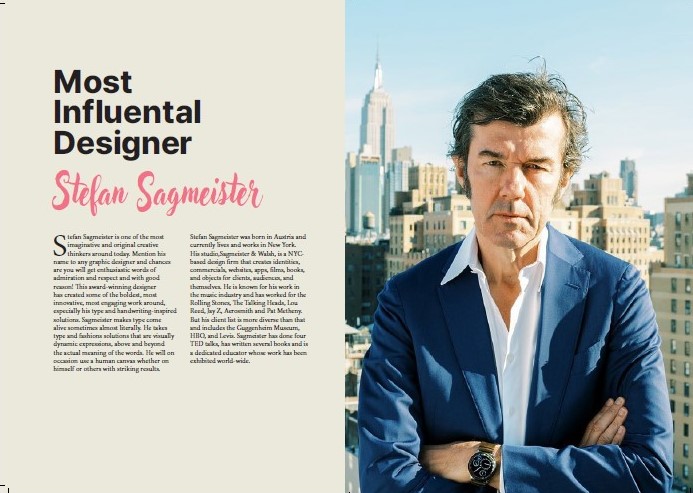 Most
Influental
Designer
Stefan Sagmeister
Stefan Sagmeister is one of the most
imaginative and original creative
thinkers around today. Mention his
name to any graphic designer and chances
are you will get enthusiastic words of
admiration and respect and with good
reason! This award-winning designer
has created some of the boldest, most
innovative, most engaging work around,
especially his type and handwriting-inspired
solutions. Sagmeister makes type come
alive sometimes almost literally. He takes
type and fashions solutions that are visually
dynamic expressions, above and beyond
the actual meaning of the words. He will on
occasion use a human canvas whether on
himself or others with striking results.
Stefan Sagmeister was born in Austria and
currently lives and works in New York.
His studio,Sagmeister & Walsh, is a NYC-
based design firm that creates identities,
commercials, websites, apps, films, books,
and objects for clients, audiences, and
themselves. He is known for his work in
the music industry and has worked for the
Rolling Stones, The Talking Heads, Lou
Reed, Jay Z, Aerosmith and Pat Metheny.
But his client list is more diverse than that
and includes the Guggenheim Museum,
HBO, and Levis. Sagmeister has done four
TED talks, has written several books and is
a dedicated educator whose work has been
exhibited world-wide.